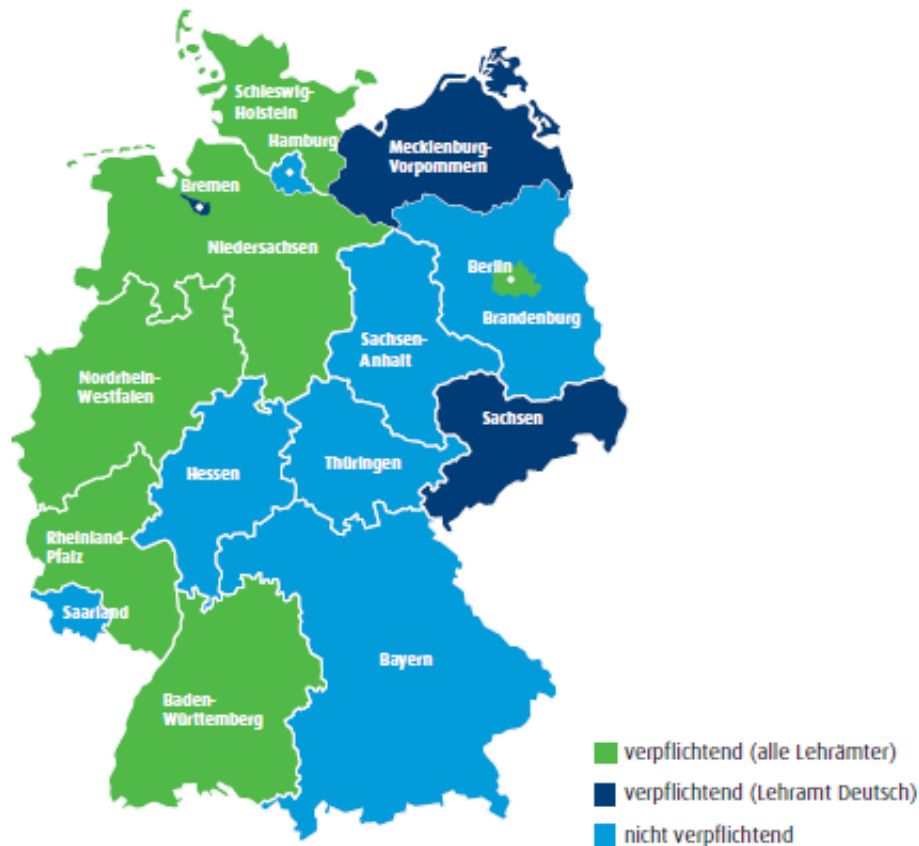 Schleswig-
Holstein
Hamburg
Mecklenburg-
Vorpommern
Bremen
Niedersachsen
Berlin
Brandenburg
Sachsen-
Anhalt
Nordrhein-
Westfalen
Sachsen
Hessen
Thüringen
Rheinland-
Pfalz
Saarland
Bayern
Baden-
Württemberg
verpflichtend (alle Lehrämter)
verpflichtend (Lehramt Deutsch)
nicht verpflichtend